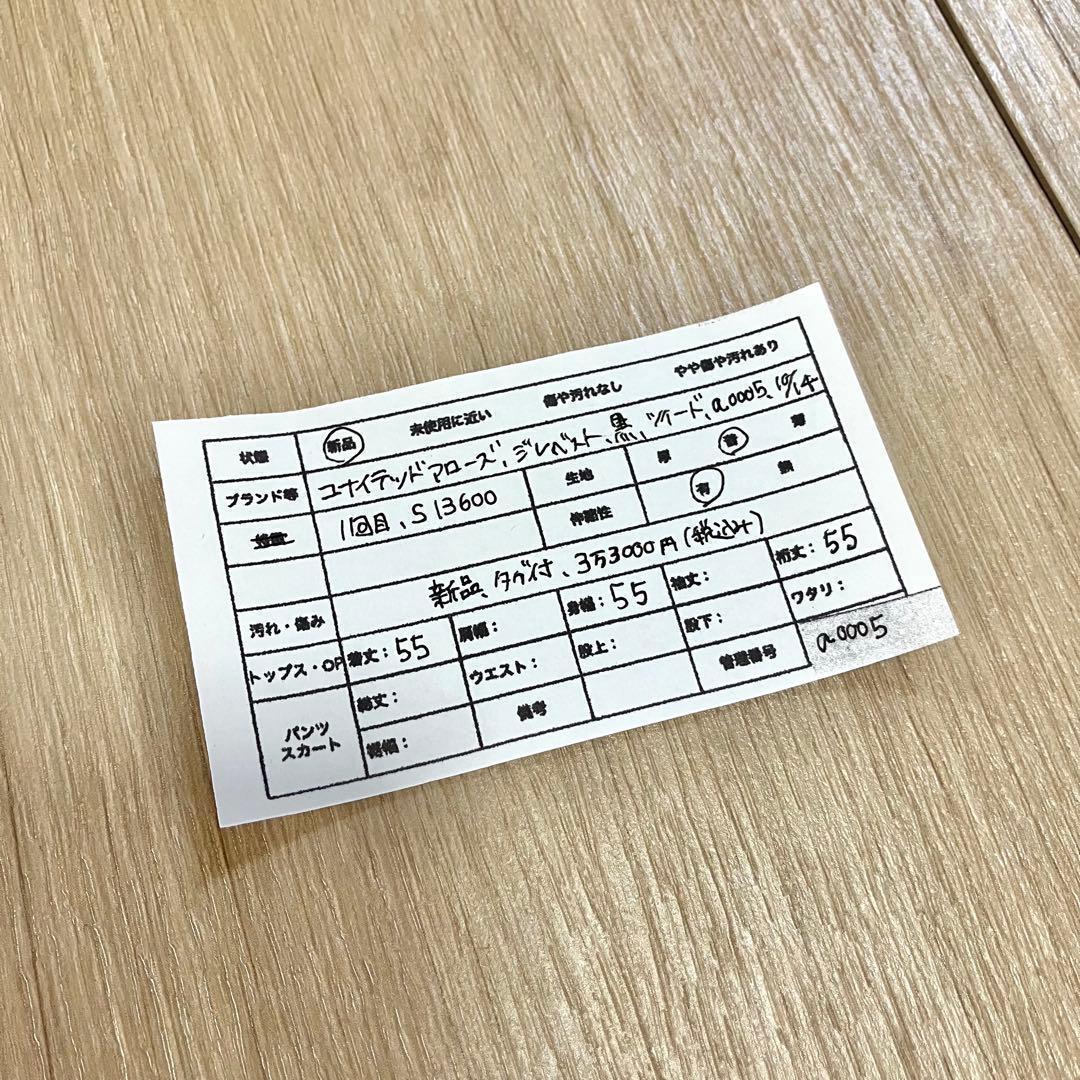 状態 新品 未使用に近い 傷や汚れなし やや傷や汚れあり
ブランド等 ユナイテッドアローズ、ジレベスト、黒、ツイード、a0005、10/14
11回目、S13600 生地 厚 普 薄
伸縮性 有 無
新品、タグ付、3万3000円(税込み)
汚れ・傷み
トップス・OP 着丈:55 肩幅: 身幅:55 袖丈: 裄丈:55
パンツ
スカート
総丈: ウエスト: 股上: 股下: ワタリ:
裾幅: 備考 管理番号 a0005